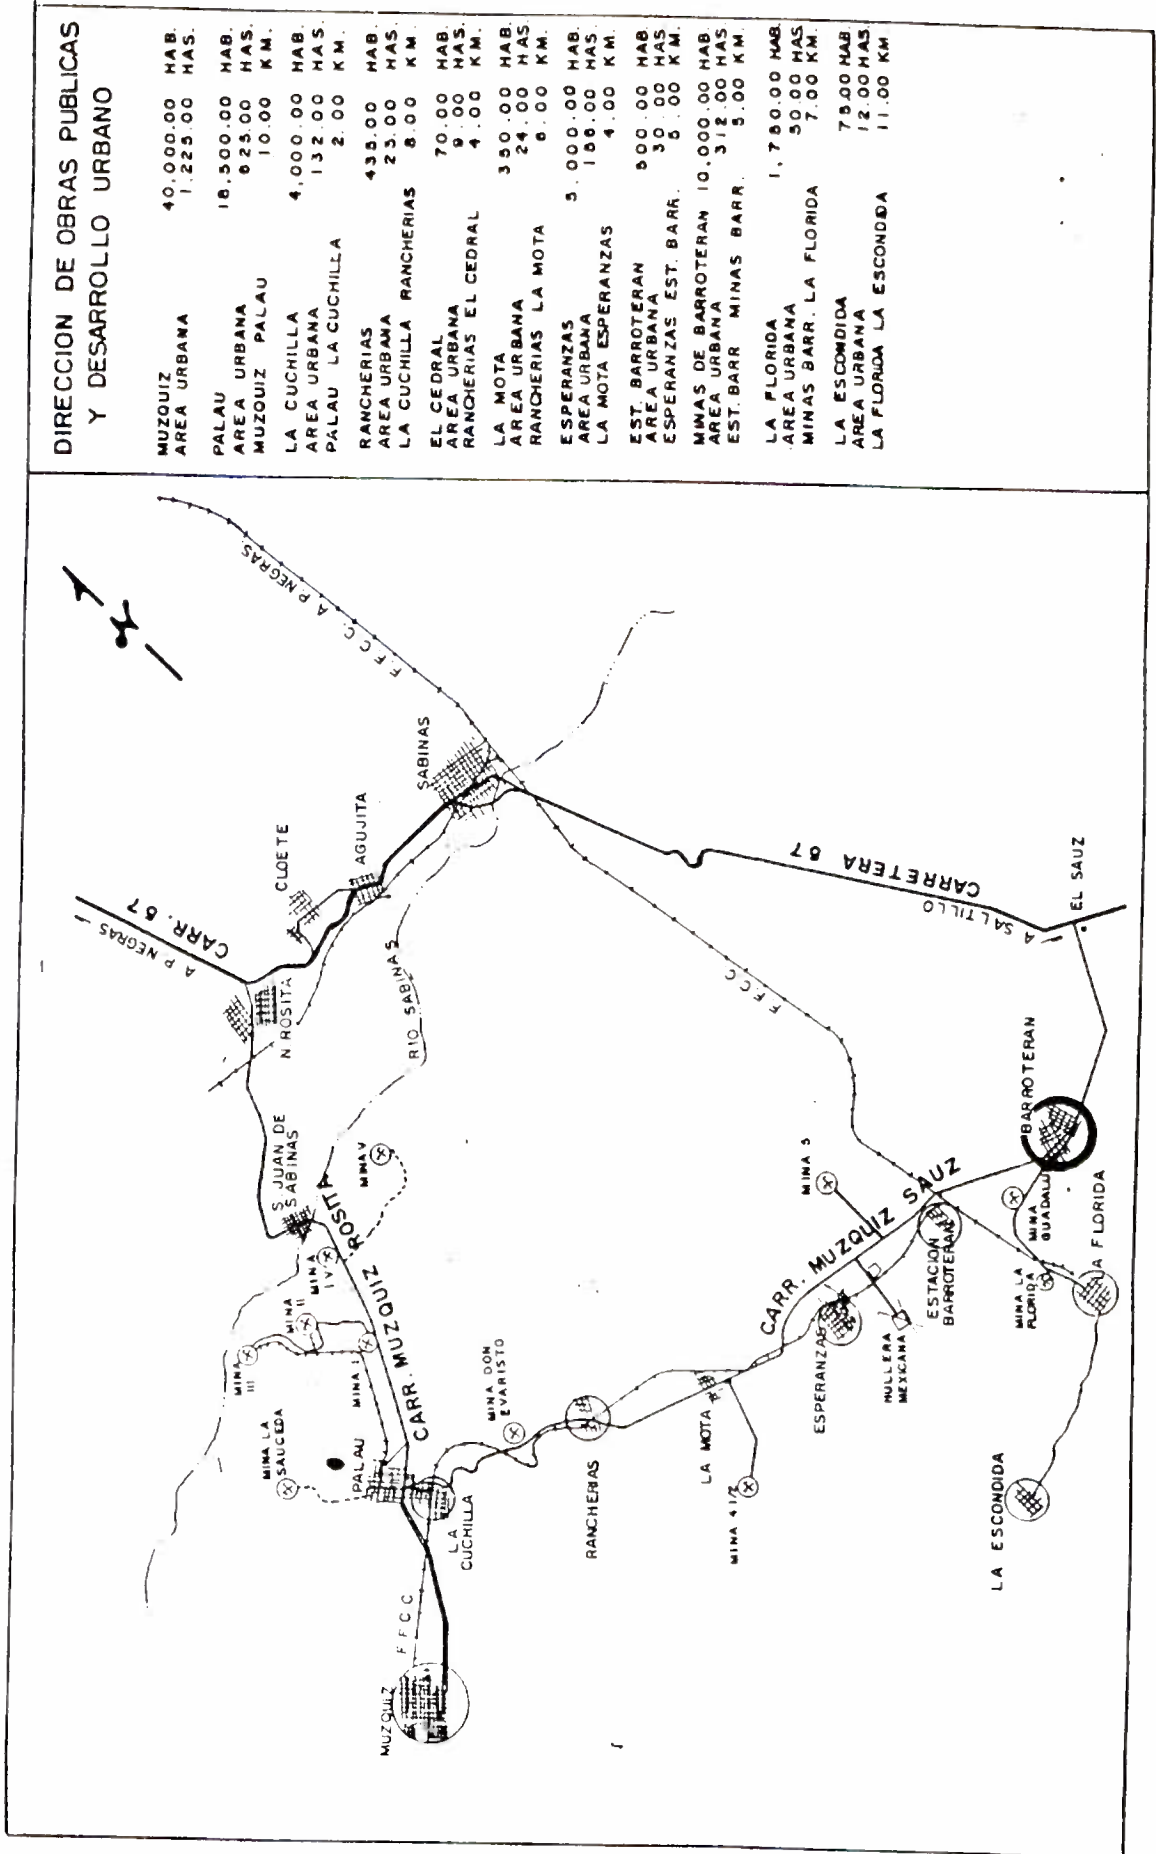 DIRECCION DE OBRAS PUBLICAS
Y DESARROLLO URBANO
MUZQUIZ 40,000.00 HAB.
AREA URBANA 1.225.00 HAS.
PALAU 18,500.00 HAB.
AREA URBANA 625.00 HAS.
MUZQUIZ PALAU 10.00 KM.
LA CUCHILLA 4,000.00 HAB.
AREA URBANA 132.00 HAS.
PALAU LA CUCHILLA 2.00 KM.
RANCHERIAS 435.00 HAB.
AREA URBANA 25.00 HAS.
LA CUCHILLA RANCHERIAS 8.00 KM.
EL CEDRAL 70.00 HAB.
AREA URBANA 9.00 HAS.
RANCHERIAS EL CEDRAL 4.00 KM.
LA MOTA 350.00 HAB.
AREA URBANA 24.00 HAS.
RANCHERIAS LA MOTA 6.00 KM.
ESPERANZAS 5.000.00 HAB.
AREA URBANA HAS.
LA MOTA ESPERANZAS 4.00 KM.
EST. BARROTERAN HAB.
AREA URBANA 30.00 HAS
ESPERANZAS EST. BARR. 5.00 KM.
MINAS DE BARROTERAN 10,000.00 HAB.
AREA URBANA 312.00 HAS
EST. BARR MINAS BARR. 5.00 KM.
LA FLORIDA 1,750.00 HAB.
AREA URBANA 50.00 HAS
MINAS BARR. LA FLORIDA 7.00 KM.
LA ESCONDIDA 75.00 HAB.
AREA URBANA 12.00 HAS.
LA FLORIDA LA ESCONDIDA 11.00 KM.
A P. NEGRAS
F.F.C.C.
SABINAS
AGUJITA
CLOETE
CARR. 57
A P. NEGRAS
N ROSITA
RIO SABINAS
CARRETERA 57
A SALTILLO
EL SAUZ
F.F.C.C.
S. JUAN DE
SABINAS
MINA V
MINA
IV
MINA
II
MINA
III
MINA I
CARR. MUZQUIZ ROSITA
MINA LA
SAUCEDA
PALAU
LA
CUCHILLA
MINA DON
EVARISTO
RANCHERIAS
LA MOTA
MINA 4 1/2
MINA 5
CARR. MUZQUIZ SAUZ
ESPERANZAS
HULLERA
MEXICANA
ESTACION
BARROTERAN
BARROTERAN
MINA
GUADALU
MINA LA
FLORIDA
LA FLORIDA
LA ESCONDIDA
F F C C
MUZQUIZ